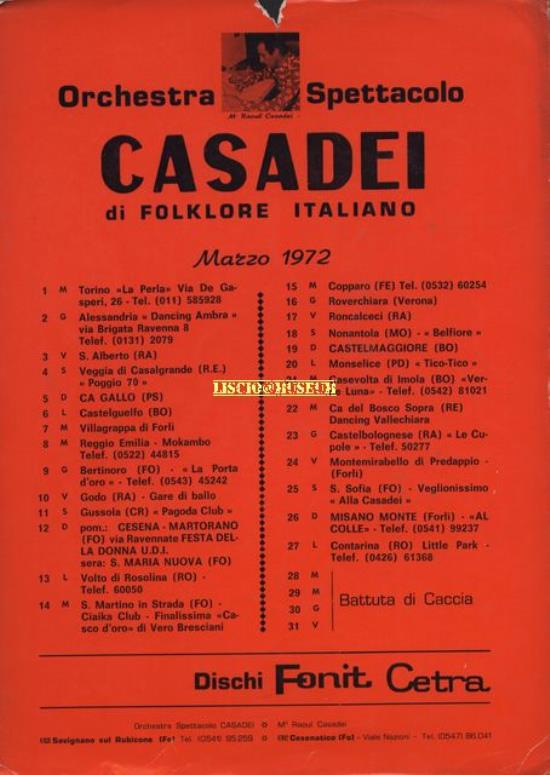 Orchestra Spettacolo
Mº Raoul Casadei
CASADEI
di FOLKLORE ITALIANO
Marzo 1972
1 M Torino «La Perla» Via De Ga-
speri, 26 - Tel. (011) 585928
2 G Alessandria « Dancing Ambra »
via Brigata Ravenna 8
Telef. (0131) 2079
3 V S. Alberto (RA)
4 S Veggia di Casalgrande (R.E.)
« Poggio 70 »
5 D CA GALLO (PS)
6 L Castelguelfo (BO)
7 M Villagrappa di Forlì
8 M Reggio Emilia - Mokambo
Telef. (0522) 44815
9 G Bertinoro (FO) - «La Porta
d'oro» - Telef. (0543) 45242
10 V Godo (RA) - Gare di ballo
11 S Gussola (CR) « Pagoda Club »
12 D pom.: CESENA - MARTORANO
(FO) via Ravennate FESTA DEL-
LA DONNA U.D.I.
sera: S. MARIA NUOVA (FO)
13 L Volto di Rosolina (RO) -
Telef. 60050
14 M S. Martino in Strada (FO) -
Ciaika Club - Finalissima «Ca-
sco d'oro» di Vero Bresciani
15 M Copparo (FE) Tel. (0532) 60254
16 G Roverchiara (Verona)
17 V Roncalceci (RA)
18 S Nonantola (MO) - « Belfiore »
19 D CASTELMAGGIORE (BO)
20 L Monselice (PD) « Tico-Tico »
21 M Casevolta di Imola (BO) «Ver-
Luna» - Telef. (0542) 81021
22 M Ca del Bosco Sopra (RE)
Dancing Vallechiara
23 G Castelbolognese (RA) « Le Cu-
pole » - Telef. 50277
24 V Montemirabello di Predappio -
(Forlì)
25 S S. Sofia (FO) - Veglionissimo
« Alla Casadei »
26 D MISANO MONTE (Forlì) - «AL
COLLE» - Telef. (0541) 99237
27 L Contarina (RO) Little Park -
Telef. (0426) 61368
28 M
29 M
30 G
31 V
Battuta di Caccia
LISCIO@MUSEUM
Dischi Fonit Cetra
Orchestra Spettacolo CASADEI Mº Raoul Casadei
Savignano sul Rubicone (Fo) Tel. (0541) 95.259 Cesenatico (Fo) - Viale Nazioni - Tel. (0547) 86.041